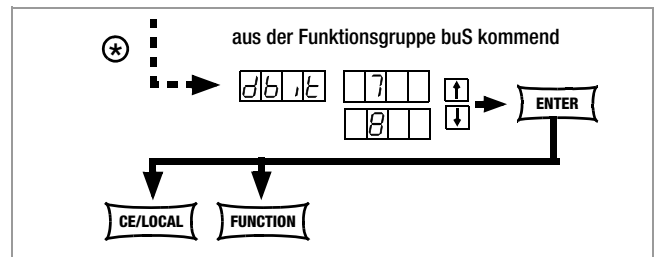 aus der Funktionsgruppe buS kommend
dbit 7
8
ENTER
CE/LOCAL FUNCTION